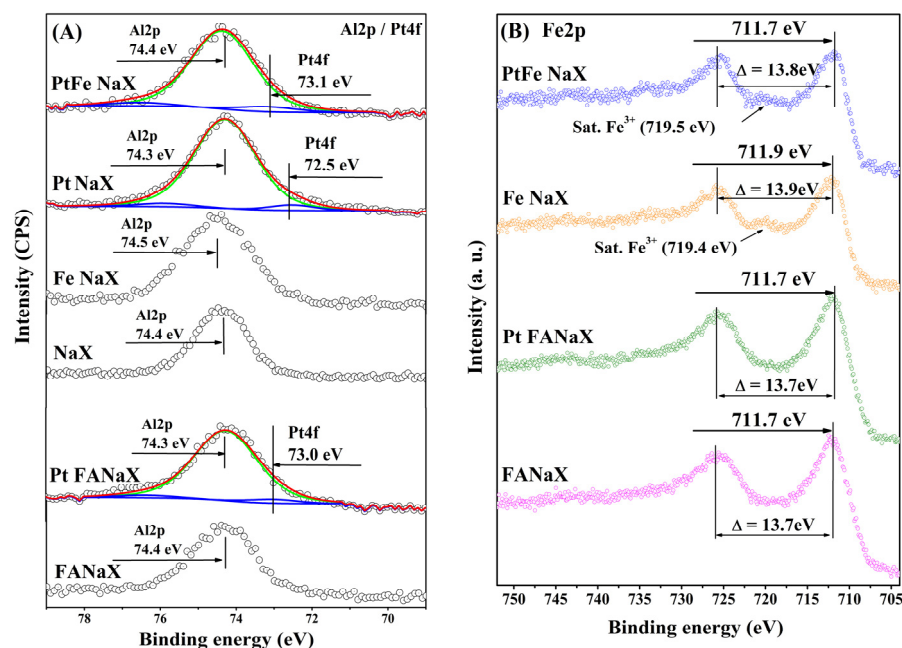 (A)
Al2p / Pt4f
Al2p
74.4 eV
Pt4f
73.1 eV
PtFe NaX
Al2p
74.3 eV
Pt4f
72.5 eV
Pt NaX
Al2p
74.5 eV
Fe NaX
Al2p
74.4 eV
NaX
Al2p
74.3 eV
Pt4f
73.0 eV
Pt FANaX
Al2p
74.4 eV
FANaX
Intensity (CPS)
78 76 74 72 70
Binding energy (eV)
(B) Fe2p
711.7 eV
PtFe NaX
Δ = 13.8eV
Sat. Fe³⁺ (719.5 eV)
711.9 eV
Fe NaX
Δ = 13.9eV
Sat. Fe³⁺ (719.4 eV)
711.7 eV
Pt FANaX
Δ = 13.7eV
711.7 eV
FANaX
Δ = 13.7eV
Intensity (a. u.)
750 745 740 735 730 725 720 715 710 705
Binding energy (eV)